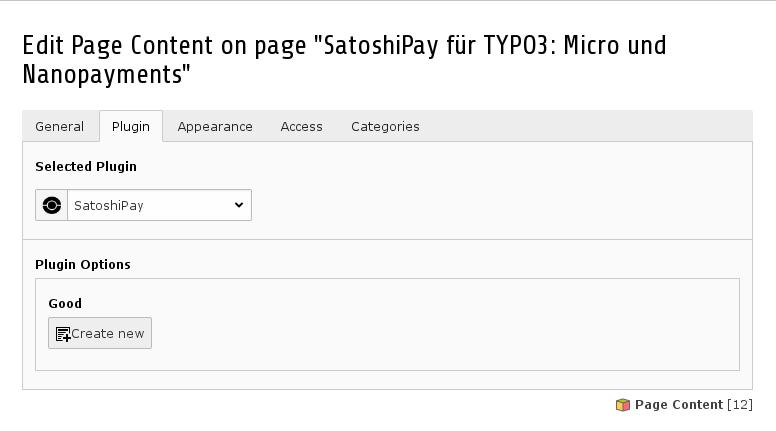 Edit Page Content on page "SatoshiPay für TYPO3: Micro und
Nanopayments"
General Plugin Appearance Access Categories
Selected Plugin
SatoshiPay
Plugin Options
Good
Create new
Page Content [12]